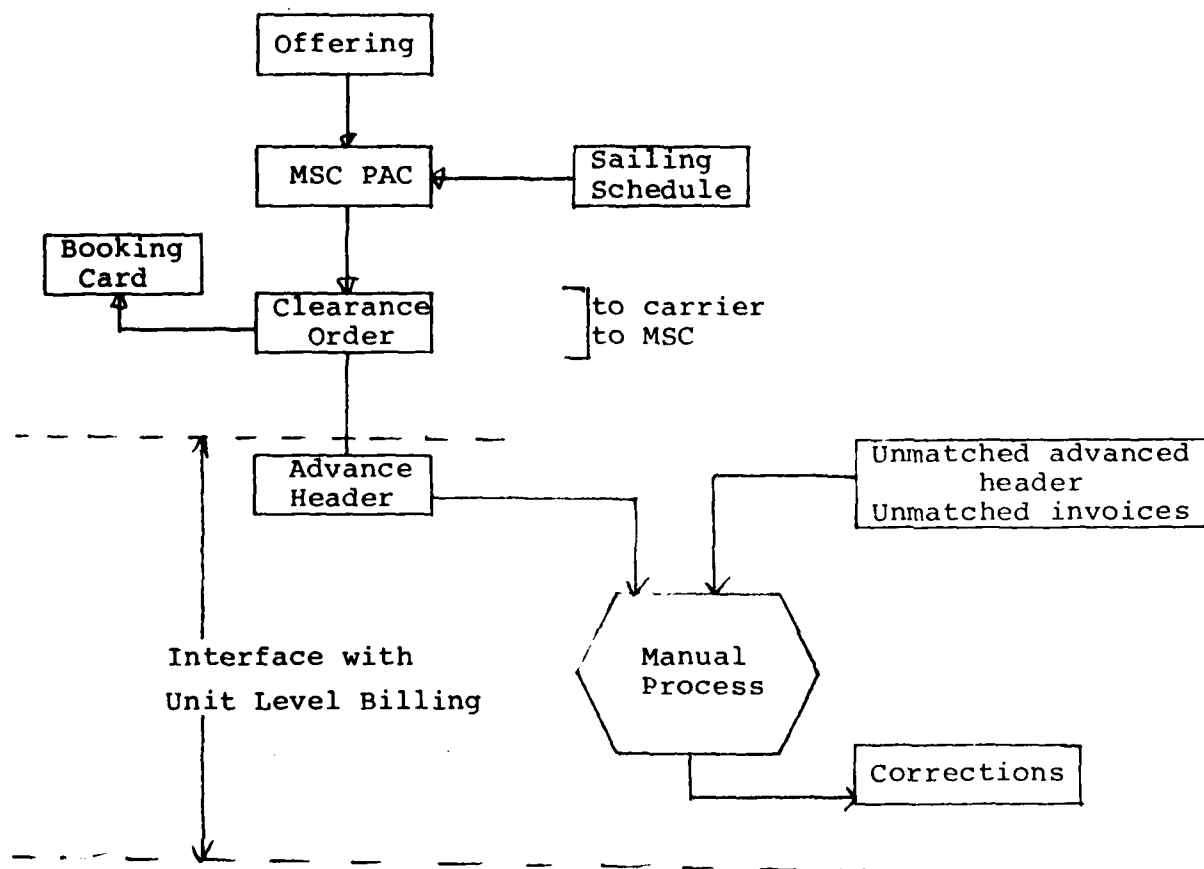 Offering
MSC PAC
Sailing
Schedule
Booking
Card
Clearance
Order
to carrier
to MSC
Advance
Header
Unmatched advanced
header
Unmatched invoices
Interface with
Unit Level Billing
Manual
Process
Corrections